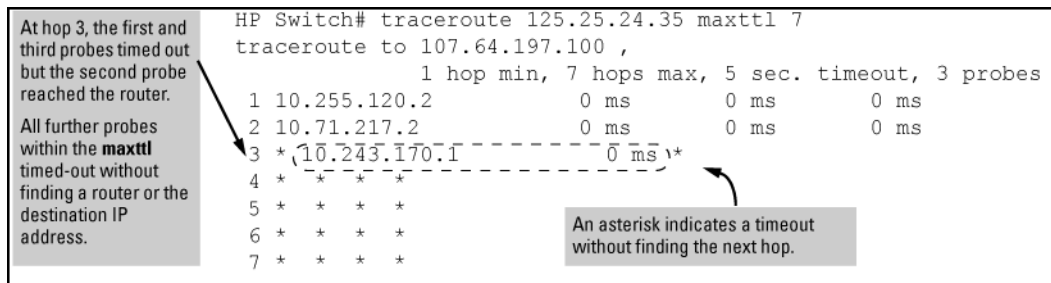 At hop 3, the first and
third probes timed out
but the second probe
reached the router.
All further probes
within the maxttl
timed-out without
finding a router or the
destination IP
address.
HP Switch# traceroute 125.25.24.35 maxttl 7
traceroute to 107.64.197.100 ,
1 hop min, 7 hops max, 5 sec. timeout, 3 probes
1 10.255.120.2 0 ms 0 ms 0 ms
2 10.71.217.2 0 ms 0 ms 0 ms
3 * 10.243.170.1 0 ms *
4 * * * *
5 * * * *
6 * * * *
7 * * * *
An asterisk indicates a timeout
without finding the next hop.